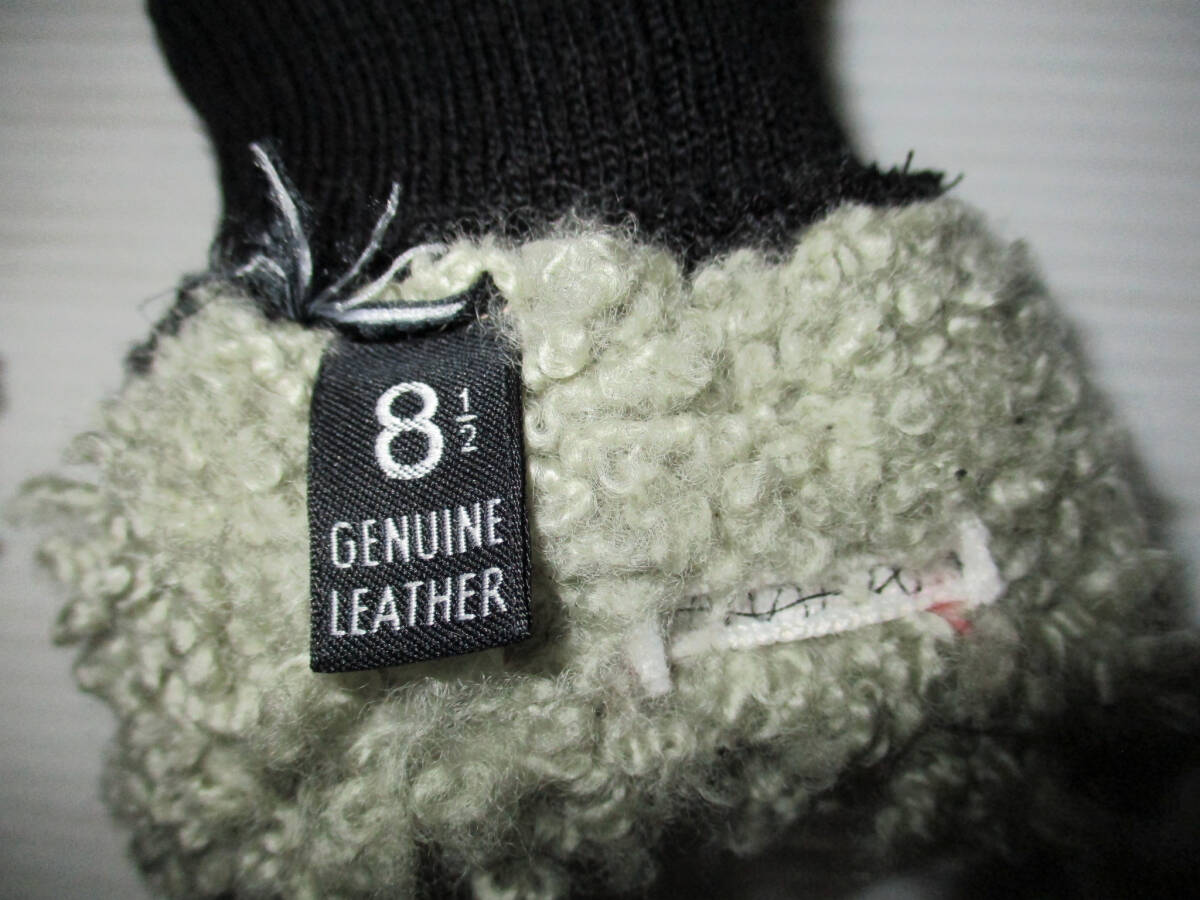 8 1/2
GENUINE
LEATHER